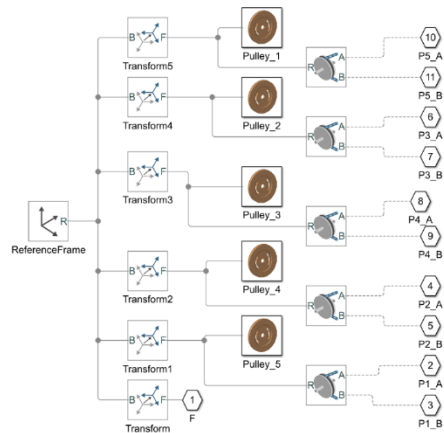 B F
Transform5
Pulley_1
R A
B
10
P5_A
11
P5_B
B F
Transform4
Pulley_2
R A
B
6
P3_A
7
P3_B
B F
Transform3
Pulley_3
R A
B
8
P4_A
9
P4_B
R
ReferenceFrame
B F
Transform2
Pulley_4
R A
B
4
P2_A
5
P2_B
B F
Transform1
Pulley_5
R A
B
2
P1_A
3
P1_B
B F
Transform
1
F